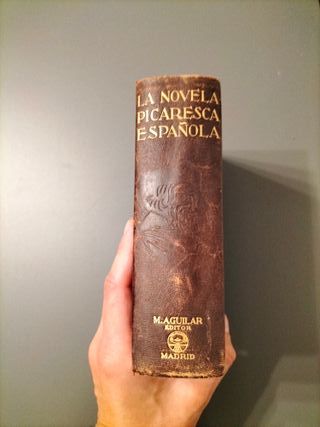 LA NOVELA
PICARESCA
ESPAÑOLA
M. AGUILAR
EDITOR
MADRID